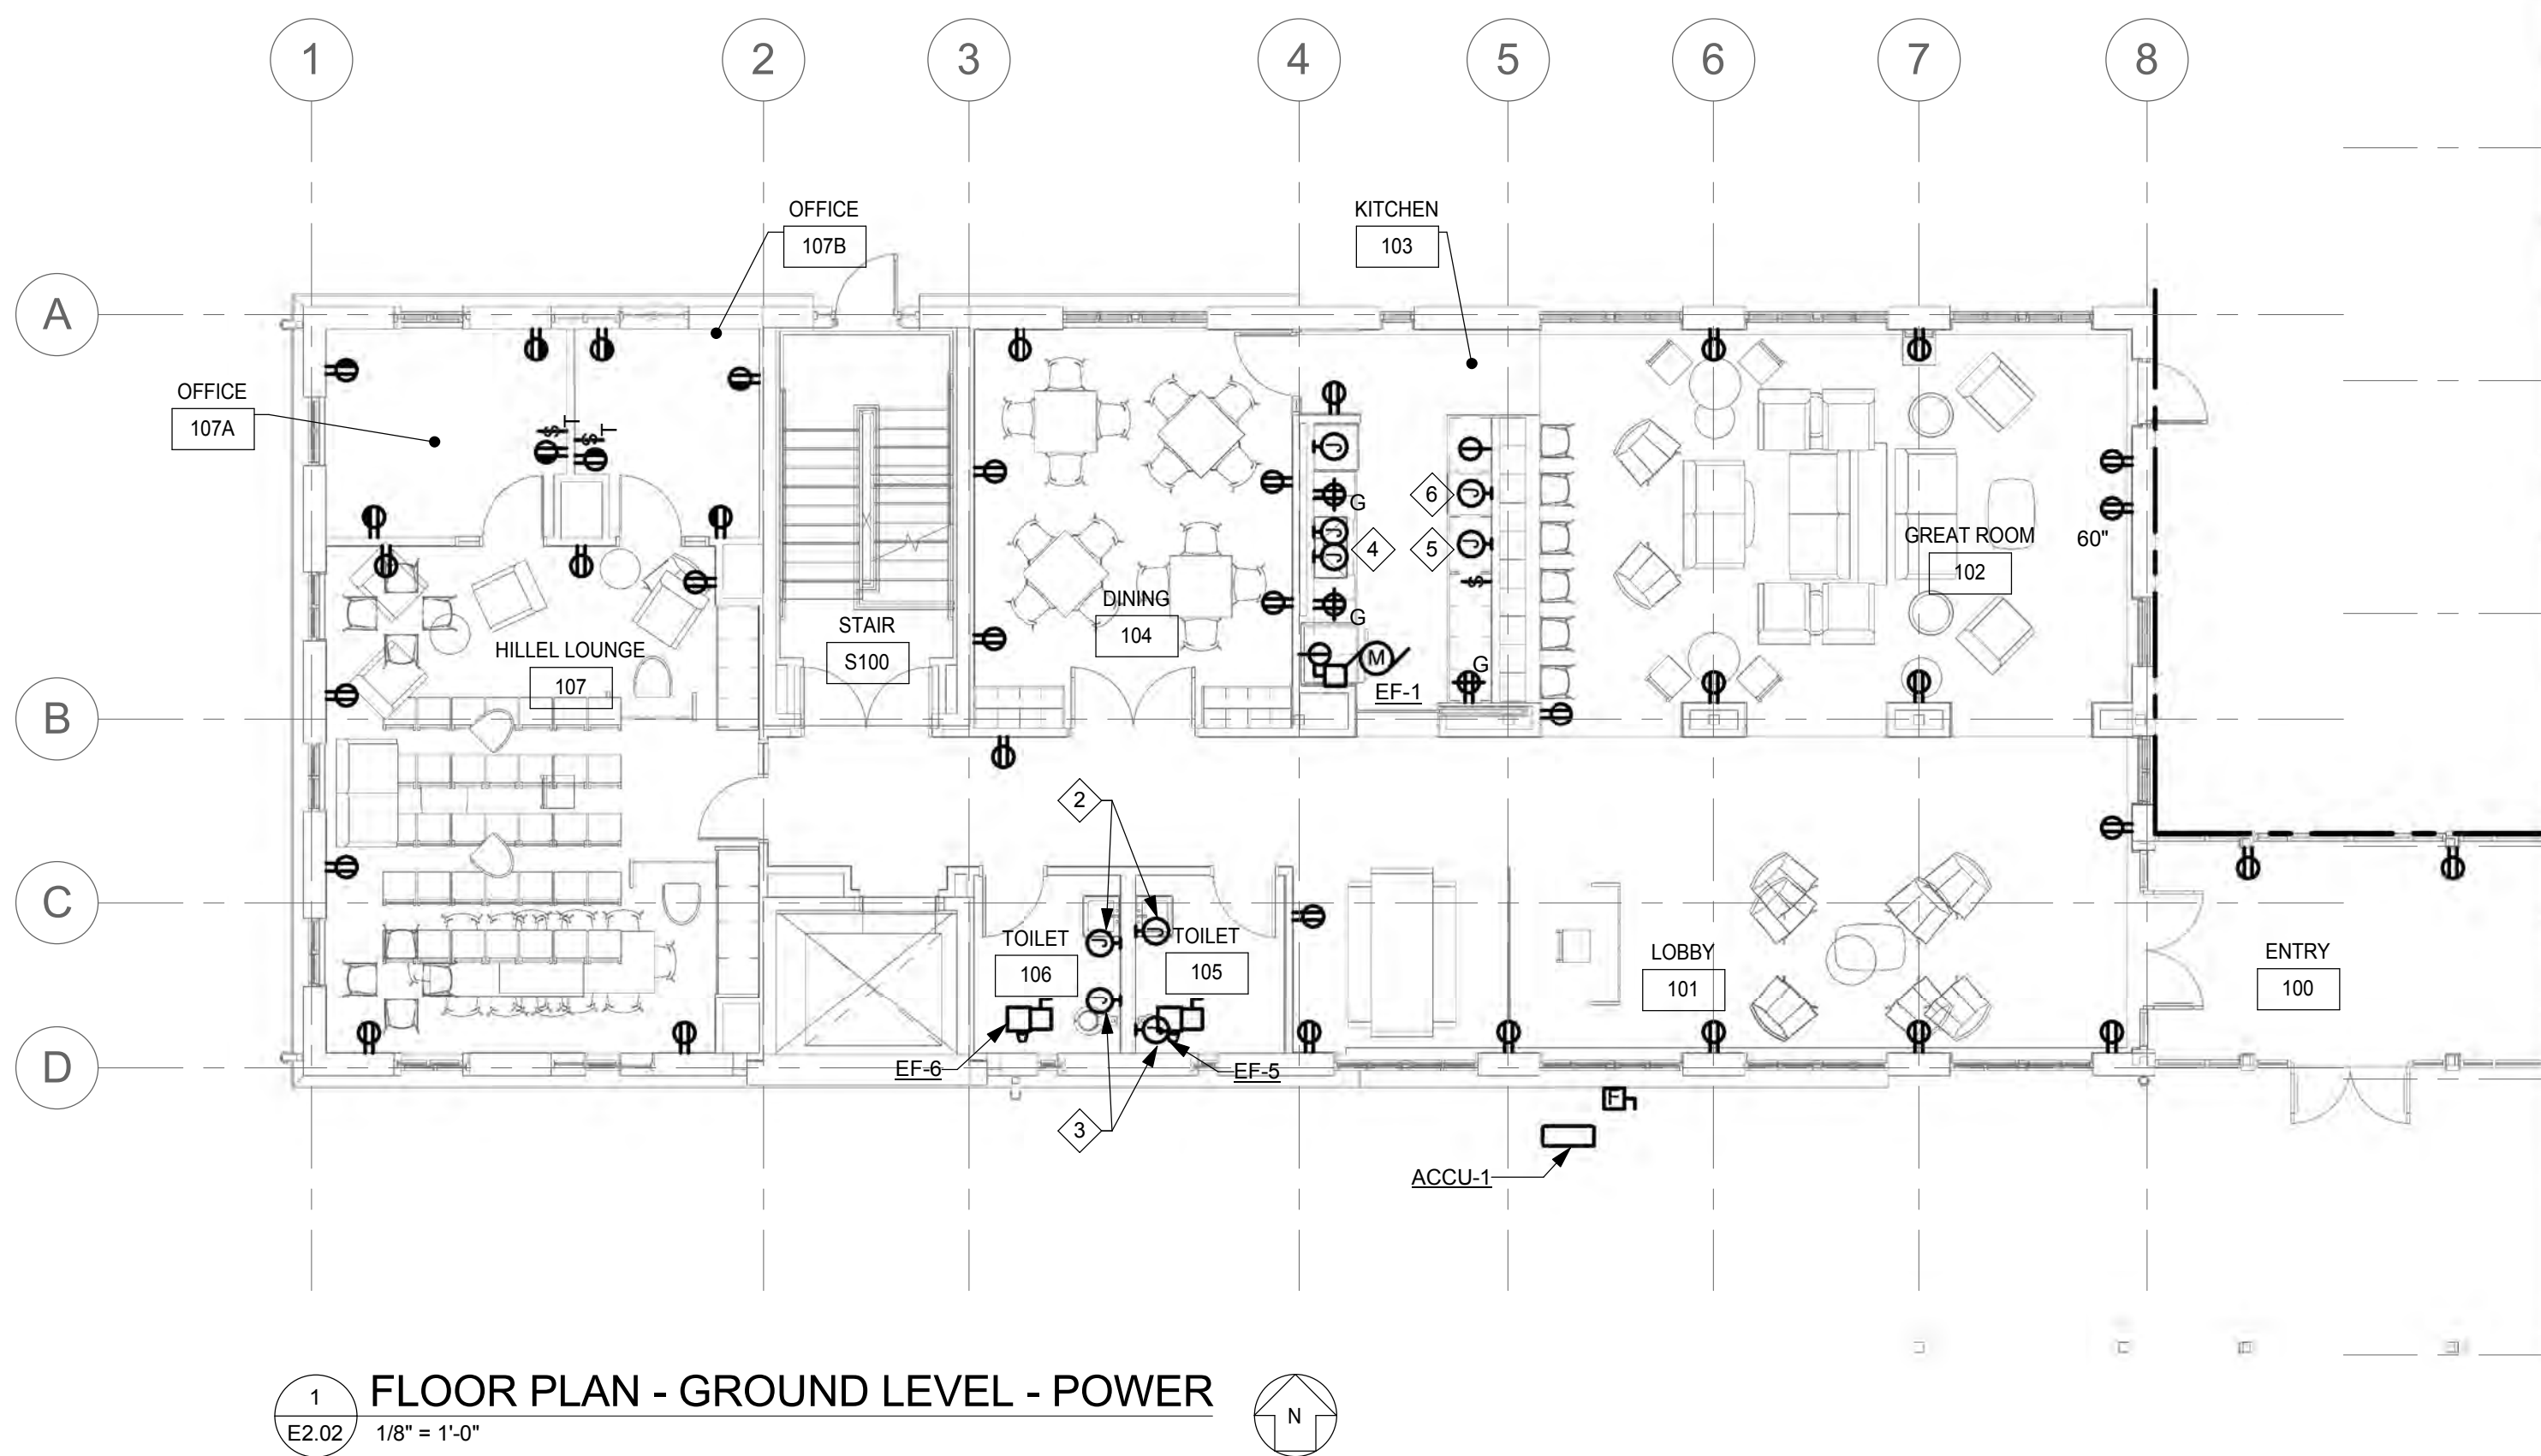 1 2 3 4 5 6 7 8
OFFICE
107B
KITCHEN
103
A
OFFICE
107A
$ T
$ T
J
G
6
J
J
J
4
5
J
$
GREAT ROOM
102
60"
DINING
104
G
STAIR
S100
HILLEL LOUNGE
107
M
G
EF-1
B
2
C
J
J
TOILET
106
TOILET
105
LOBBY
101
ENTRY
100
J
J
D
EF-6
EF-5
F
3
ACCU-1
1
E2.02
FLOOR PLAN - GROUND LEVEL - POWER
1/8" = 1'-0"
N